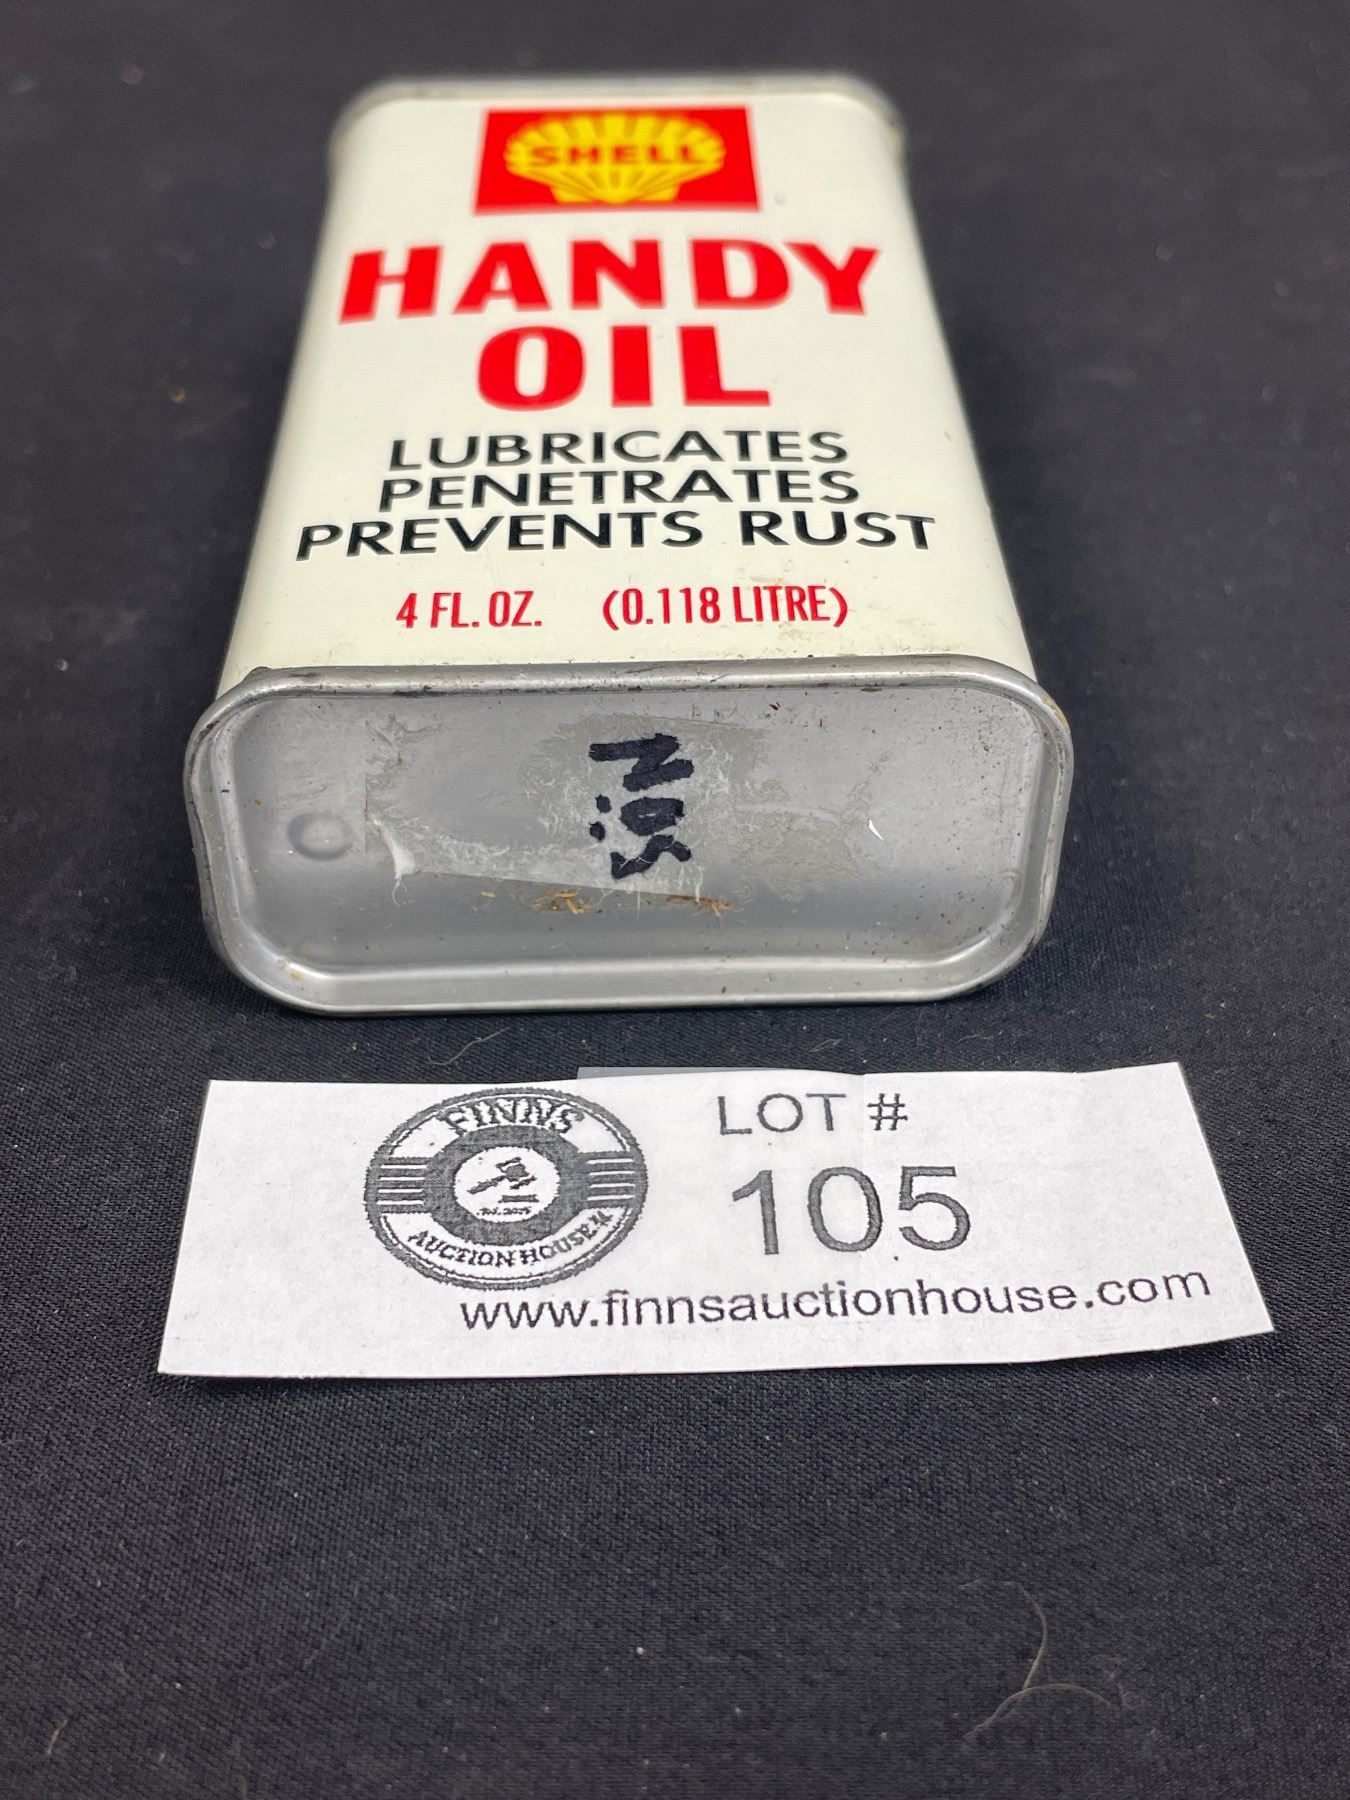 SHELL
HANDY
OIL
LUBRICATES
PENETRATES
PREVENTS RUST
4 FL. OZ. (0.118 LITRE)
FINNS
AUCTION HOUSE
LOT #
105
www.finnsauctionhouse.com